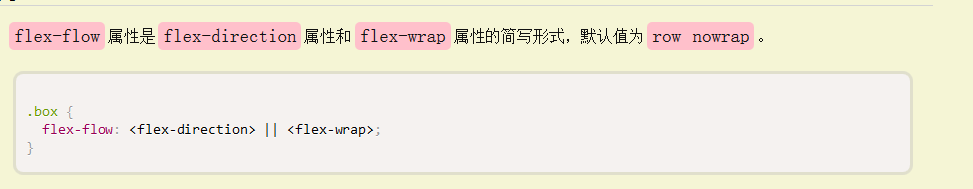 flex-flow属性是flex-direction属性和flex-wrap属性的简写形式，默认值为row nowrap。
.box {
  flex-flow: <flex-direction> || <flex-wrap>;
}